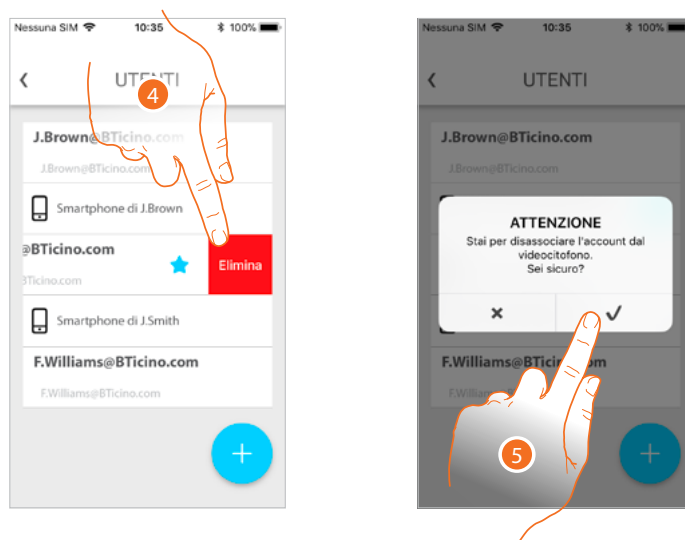 Nessuna SIM 10:35 100%
UTENTI
4
J.Brown@BTicino.com
J.Brown@BTicino.com
Smartphone di J.Brown
@BTicino.com
Elimina
BTicino.com
Smartphone di J.Smith
F.Williams@BTicino.com
F.Williams@BTicino.com
Nessuna SIM 10:35 100%
UTENTI
J.Brown@BTicino.com
J.Brown@BTicino.com
ATTENZIONE
Stai per disassociare l'account dal
videocitofono.
Sei sicuro?
F.Williams@BTicino.com
F.Williams
5